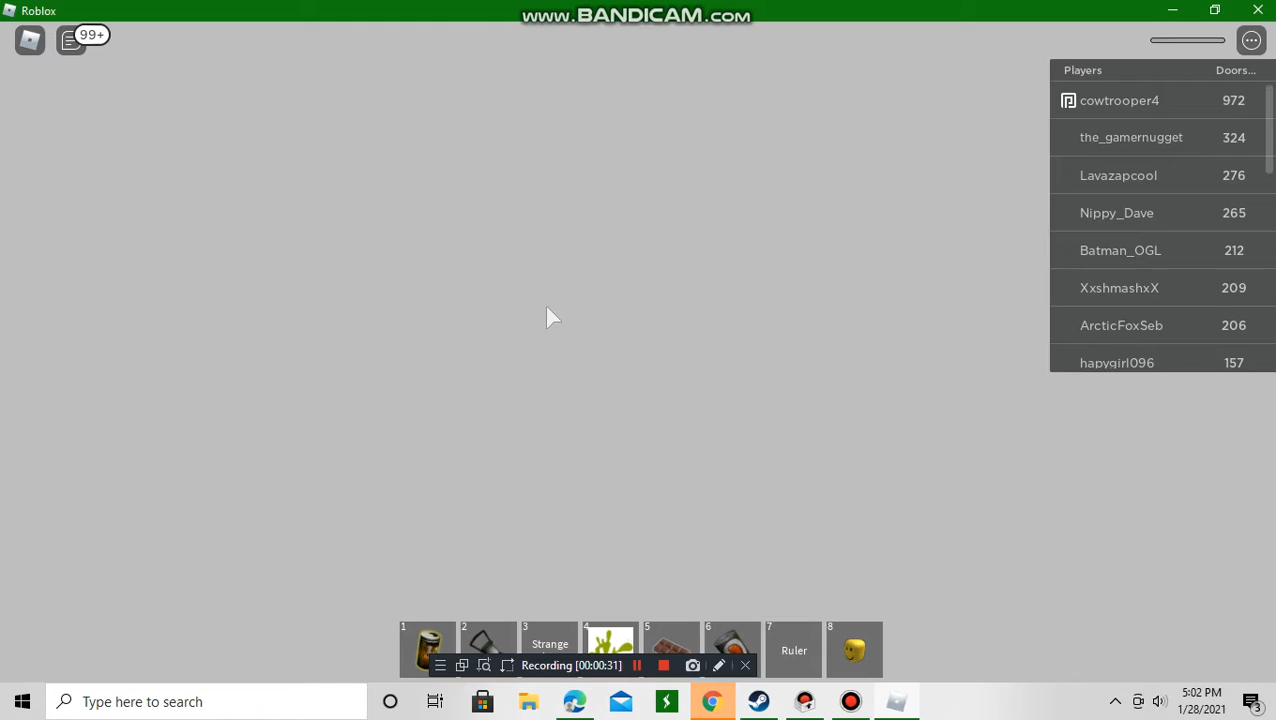 Roblox
www.BANDICAM.com
99+
Players Doors...
cowtrooper4 972
the_gamernugget 324
Lavazapcool 276
Nippy_Dave 265
Batman_OGL 212
XxshmashxX 209
ArcticFoxSeb 206
hapygirl096 157
1 2 3 4 5 6 7 8
Strange
Ruler
Recording [00:00:31]
Type here to search
5:02 PM
1/28/2021
3